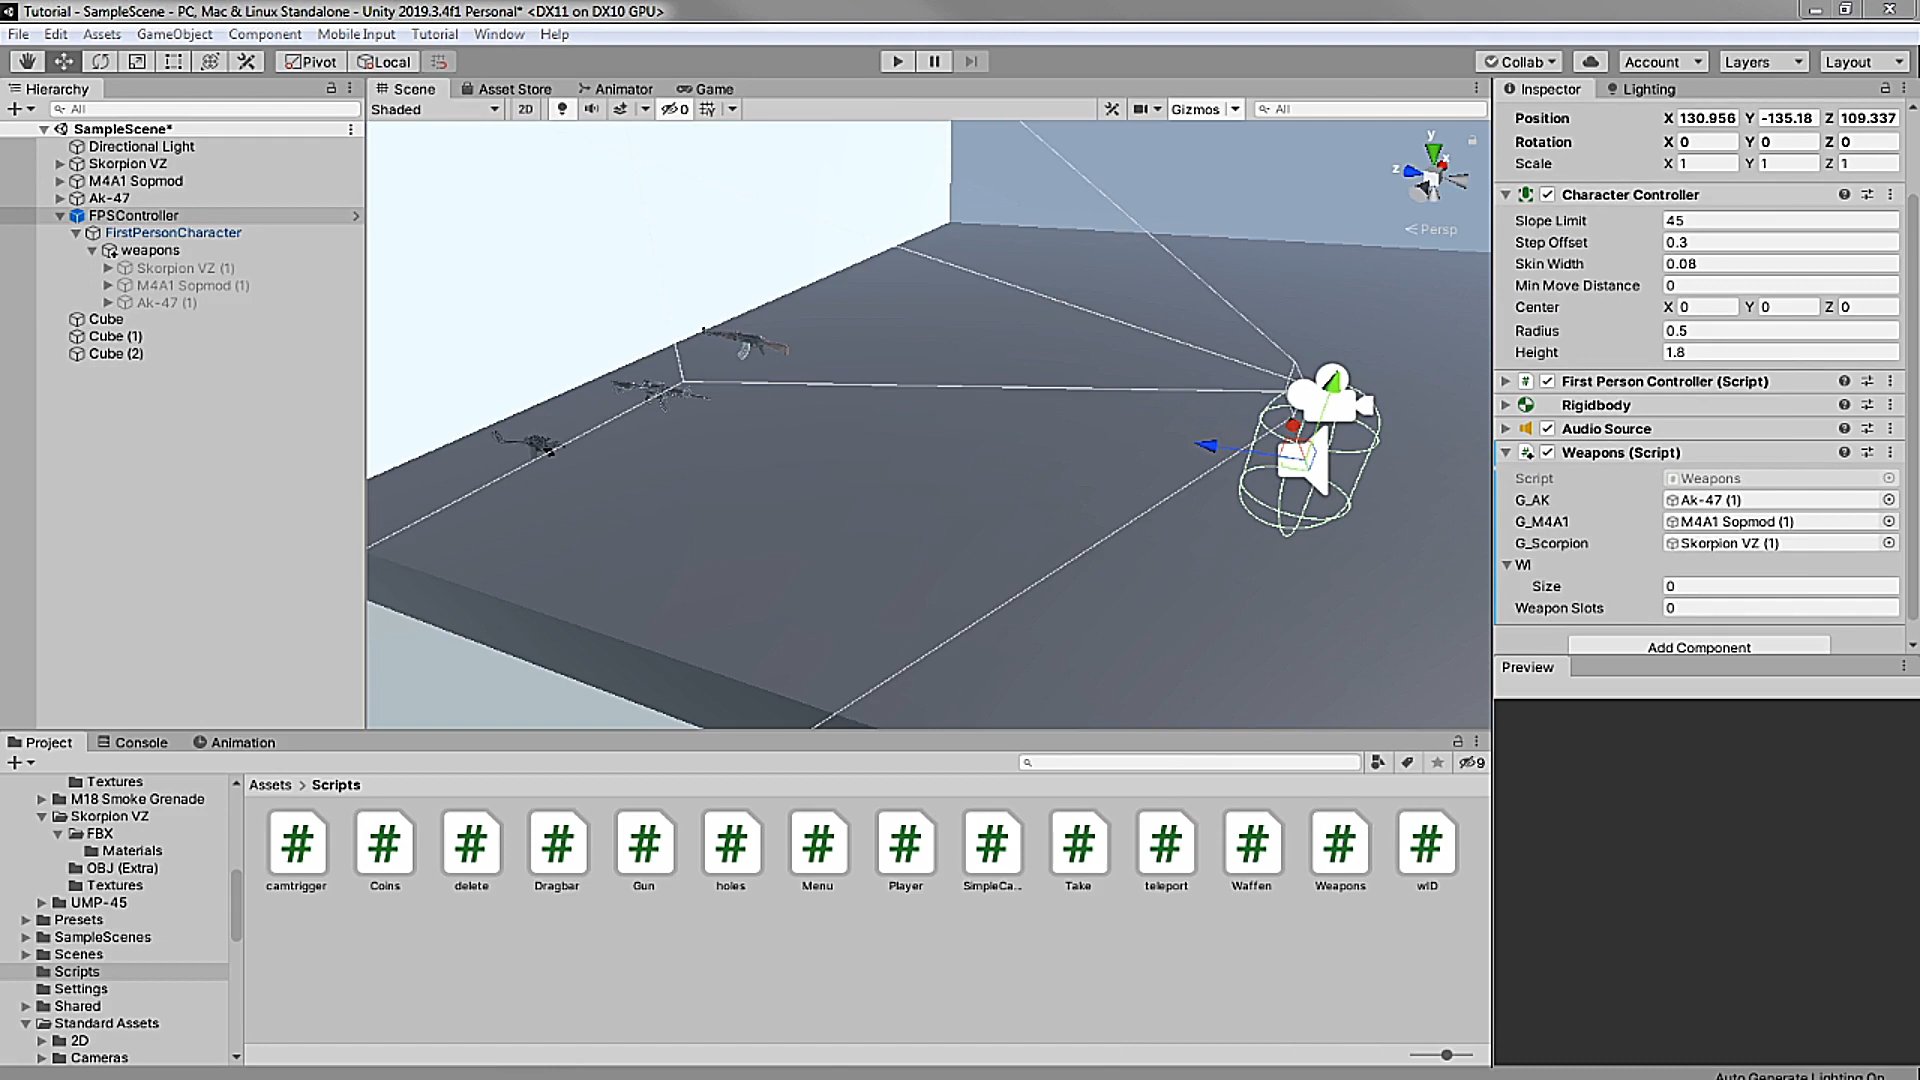 Tutorial - SampleScene - PC, Mac & Linux Standalone - Unity 2019.3.4f1 Personal* <DX11 on DX10 GPU>
File Edit Assets GameObject Component Mobile Input Tutorial Window Help
Pivot Local Collab Account Layers Layout
Hierarchy
All
SampleScene*
Directional Light
Skorpion VZ
M4A1 Sopmod
Ak-47
FPSController
FirstPersonCharacter
weapons
Skorpion VZ (1)
M4A1 Sopmod (1)
Ak-47 (1)
Cube
Cube (1)
Cube (2)
Scene Asset Store Animator Game
Shaded 2D 0 Gizmos All
y
x
z
Persp
Inspector Lighting
Position X 130.956 Y -135.18 Z 109.337
Rotation X 0 Y 0 Z 0
Scale X 1 Y 1 Z 1
Character Controller
Slope Limit 45
Step Offset 0.3
Skin Width 0.08
Min Move Distance 0
Center X 0 Y 0 Z 0
Radius 0.5
Height 1.8
First Person Controller (Script)
Rigidbody
Audio Source
Weapons (Script)
Script Weapons
G_AK Ak-47 (1)
G_M4A1 M4A1 Sopmod (1)
G_Scorpion Skorpion VZ (1)
WI
Size 0
Weapon Slots 0
Add Component
Preview
Project Console Animation
9
Textures
M18 Smoke Grenade
Skorpion VZ
FBX
Materials
OBJ (Extra)
Textures
UMP-45
Presets
SampleScenes
Scenes
Scripts
Settings
Shared
Standard Assets
2D
Cameras
Assets > Scripts
camtrigger Coins delete Dragbar Gun holes Menu Player SimpleCa... Take teleport Waffen Weapons wID
Auto Generate Lighting On